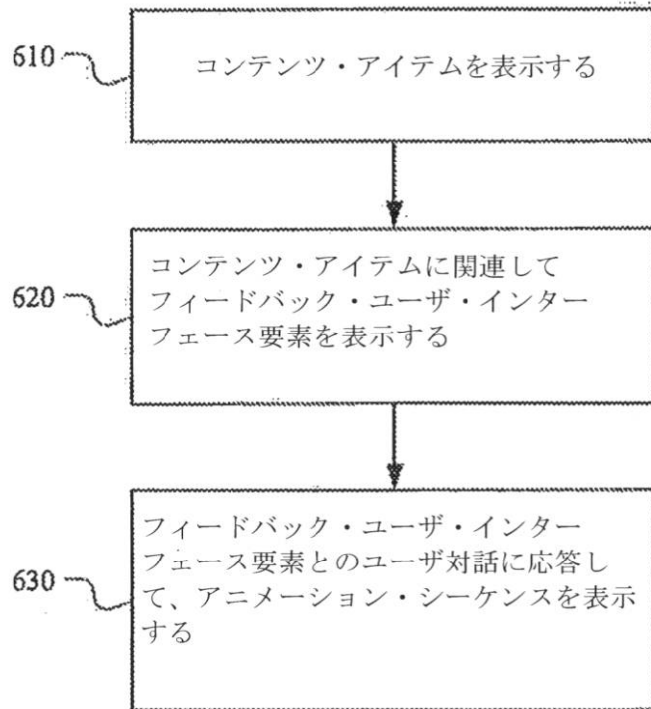 610
コンテンツ・アイテムを表示する
620
コンテンツ・アイテムに関連して
フィードバック・ユーザ・インター
フェース要素を表示する
630
フィードバック・ユーザ・インター
フェース要素とのユーザ対話に応答し
て、アニメーション・シーケンスを表示
する